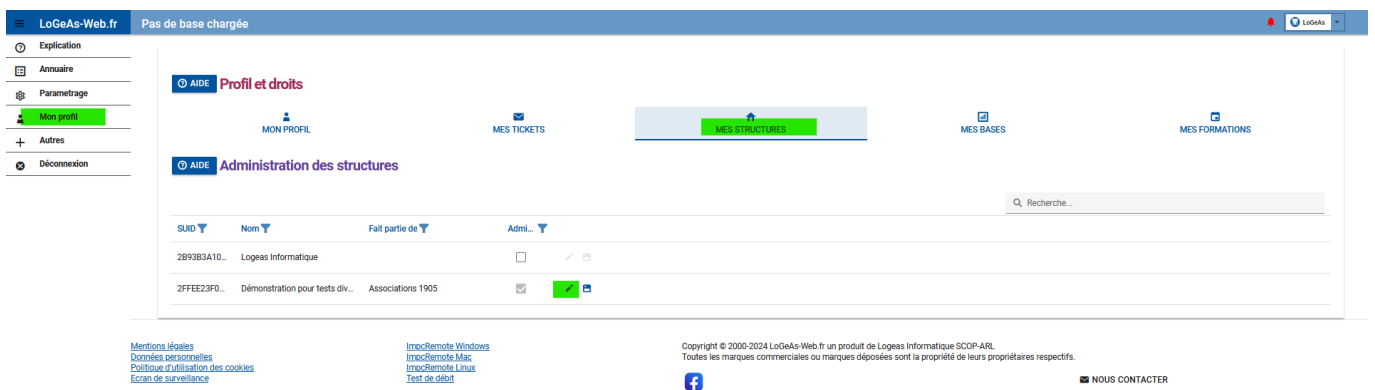 LoGeAs-Web.fr
Pas de base chargée
LoGeAs
Explication
Annuaire
Parametrage
Mon profil
Autres
Déconnexion
AIDE Profil et droits
MON PROFIL
MES TICKETS
MES STRUCTURES
MES BASES
MES FORMATIONS
AIDE Administration des structures
Recherche...
SUID Nom Fait partie de Admi...
2B93B3A10... Logeas Informatique
2FFEE23F0... Démonstration pour tests div... Associations 1905
Mentions légales
Données personnelles
Politique d'utilisation des cookies
Ecran de surveillance
ImpcRemote Windows
ImpcRemote Mac
ImpcRemote Linux
Test de débit
Copyright © 2000-2024 LoGeAs-Web.fr un produit de Logeas Informatique SCOP-ARL
Toutes les marques commerciales ou marques déposées sont la propriété de leurs propriétaires respectifs.
NOUS CONTACTER